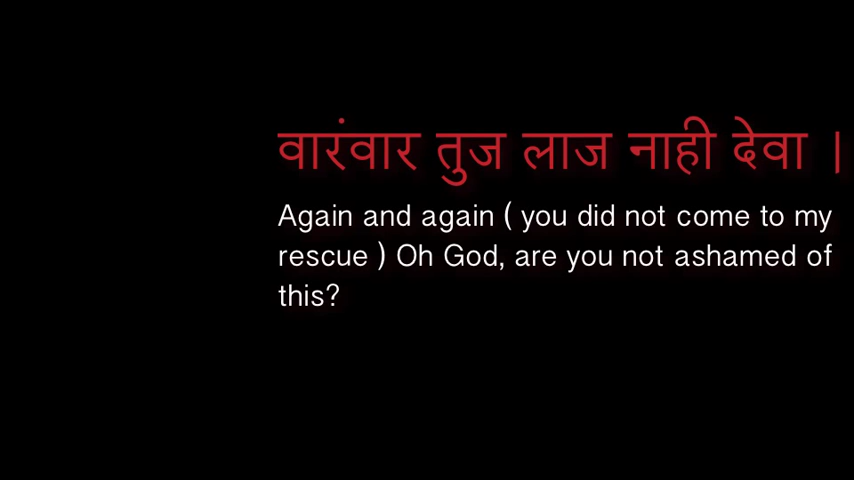 वारंवार तुज लाज नाही देवा ।
Again and again ( you did not come to my
rescue ) Oh God, are you not ashamed of
this?